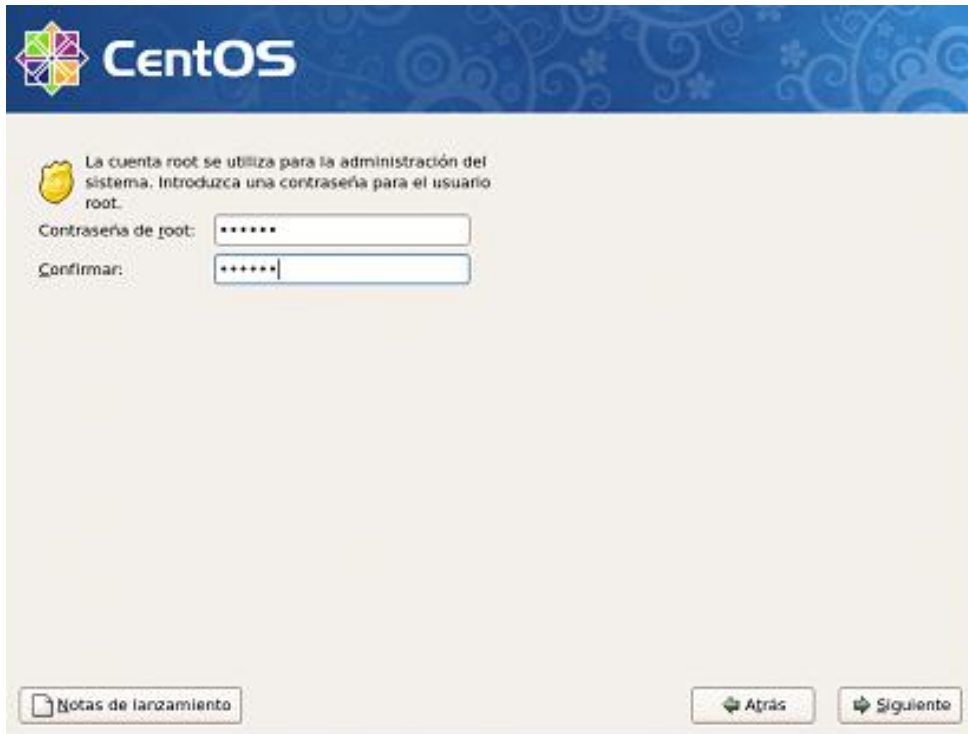 CentOS
La cuenta root se utiliza para la administración del
sistema. Introduzca una contraseña para el usuario
root.
Contraseña de root: ••••••
Confirmar: ••••••
Notas de lanzamiento
Atrás
Siguiente